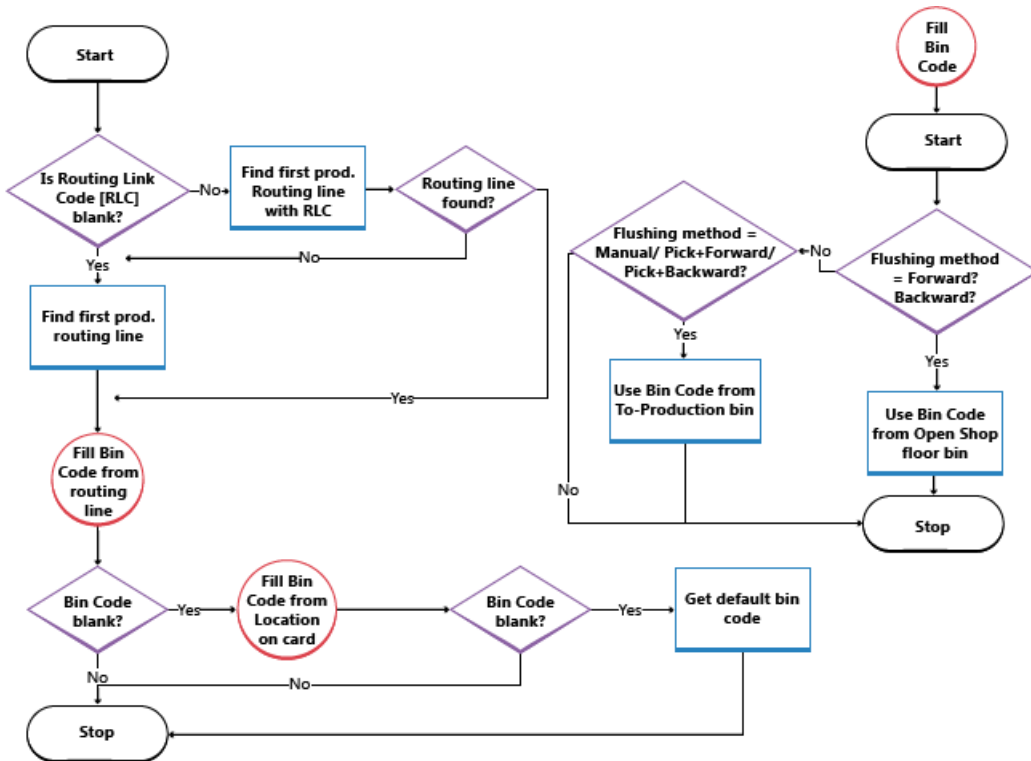 Start
Is Routing Link
Code [RLC]
blank?
No
Find first prod.
Routing line
with RLC
Routing line
found?
No
Yes
Find first prod.
routing line
Yes
Fill Bin
Code from
routing
line
Bin Code
blank?
Yes
Fill Bin
Code from
Location
on card
Bin Code
blank?
Yes
Get default bin
code
No
No
Stop
Fill
Bin
Code
Start
Flushing method
= Forward?
Backward?
No
Flushing method =
Manual/ Pick+Forward/
Pick+Backward?
Yes
Yes
Use Bin Code from
To-Production bin
Use Bin Code
from Open Shop
floor bin
No
Stop